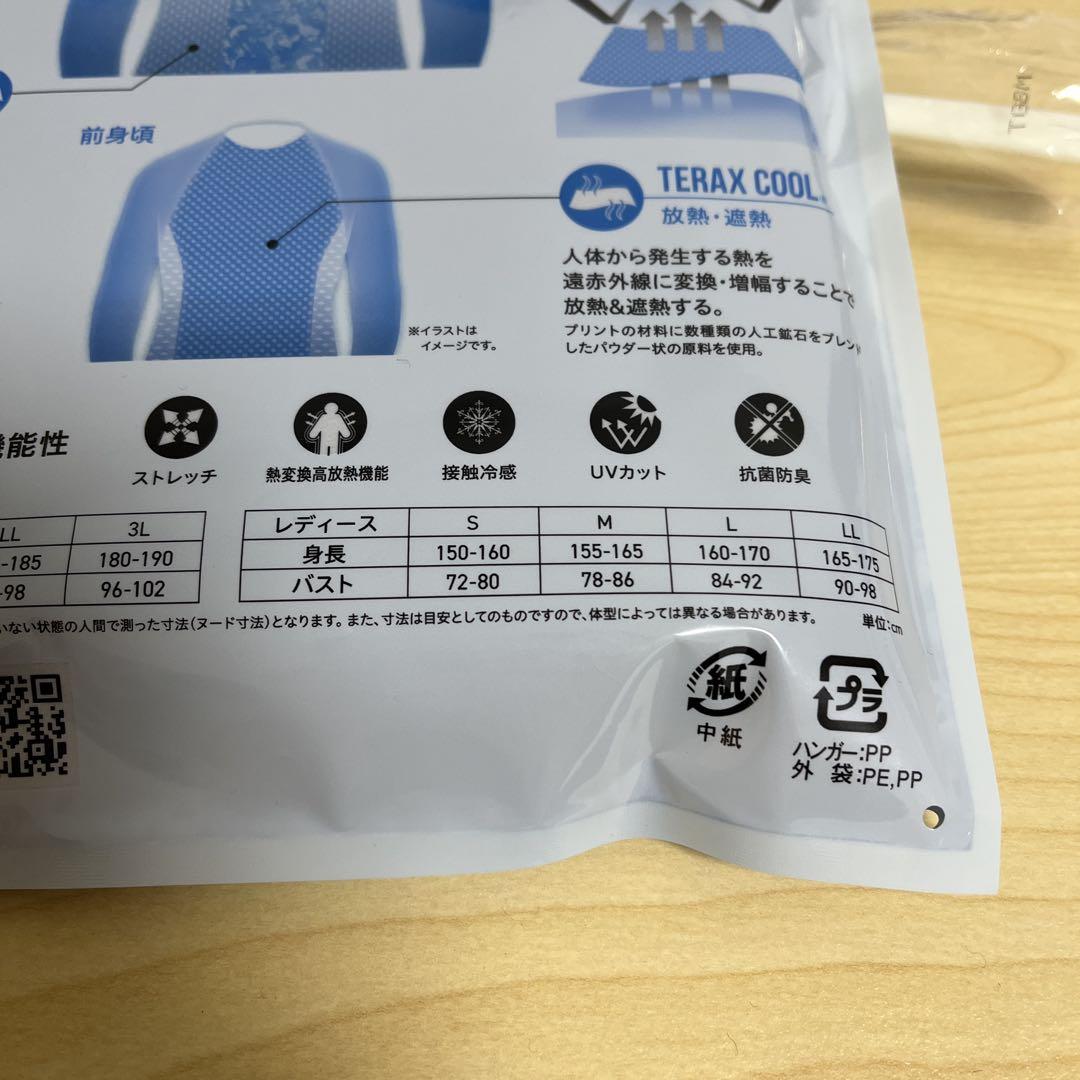 前身頃
TERAX COOL
放熱・遮熱
人体から発生する熱を
遠赤外線に変換・増幅することで
放熱&遮熱する。
プリントの材料に数種類の人工鉱石をブレンド
したパウダー状の原料を使用。
※イラストは
イメージです。
機能性
ストレッチ
熱変換高放熱機能
接触冷感
UVカット
抗菌防臭
LL 3L
-185 180-190
-98 96-102
レディース S M L LL
身長 150-160 155-165 160-170 165-175
バスト 72-80 78-86 84-92 90-98
いない状態の人間で測った寸法(ヌード寸法)となります。また、寸法は目安としてのものですので、体型によっては異なる場合があります。
単位:cm
紙
中紙
プラ
ハンガー:PP
外 袋:PE,PP